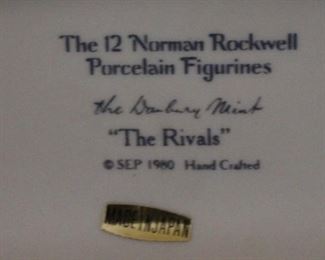 The 12 Norman Rockwell
Porcelain Figurines
the Danbury Mint
"The Rivals"
© SEP 1980 Hand Crafted
MADE IN JAPAN